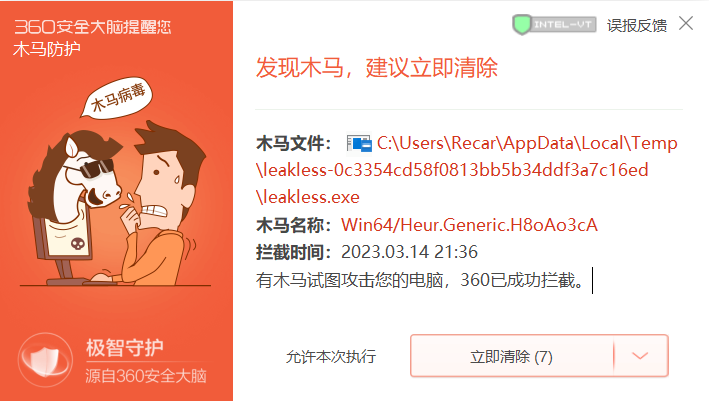 360安全大脑提醒您
木马防护
INTEL-VT
误报反馈
木马病毒
发现木马，建议立即清除
木马文件： C:\Users\Recar\AppData\Local\Temp
\leakless-0c3354cd58f0813bb5b34ddf3a7c16ed
\leakless.exe
木马名称：Win64/Heur.Generic.H8oAo3cA
拦截时间：2023.03.14 21:36
有木马试图攻击您的电脑，360已成功拦截。
极智守护
源自360安全大脑
允许本次执行
立即清除 (7)